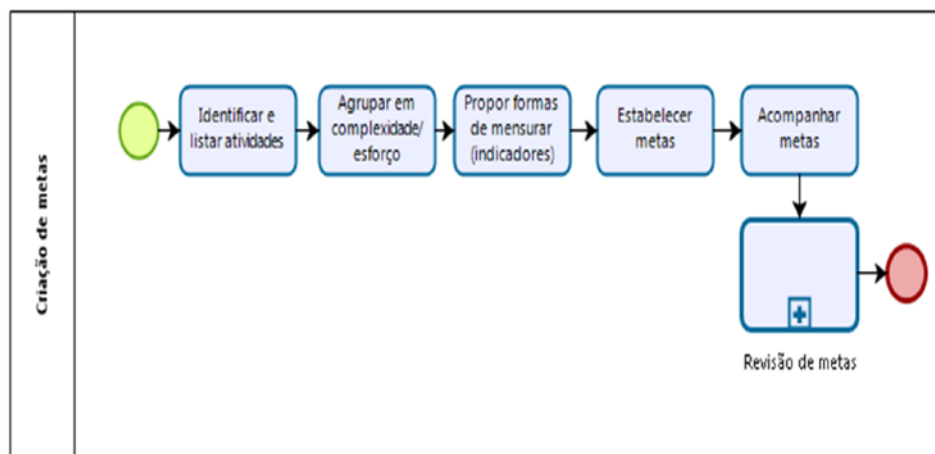 Criação de metas
Identificar e
listar atividades
Agrupar em
complexidade/
esforço
Propor formas
de mensurar
(indicadores)
Estabelecer
metas
Acompanhar
metas
Revisão de metas